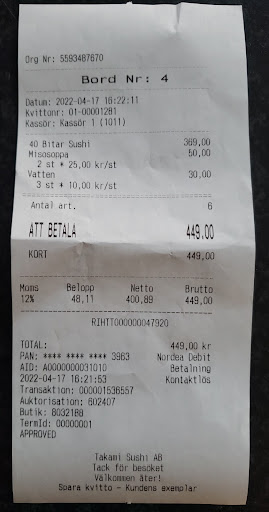 Org Nr: 5593487670
Bord Nr: 4
Datum: 2022-04-17 16:22:11
Kvittonr: 01-00001281
Kassör: Kassör 1 (1011)
40 Bitar Sushi 369,00
Misosoppa 50,00
2 st * 25,00 kr/st
Vatten 30,00
3 st * 10,00 kr/st
Antal art. 6
ATT BETALA 449,00
KORT 449,00
Moms Belopp Netto Brutto
12% 48,11 400,89 449,00
RIHTT000000047920
TOTAL: 449,00 kr
PAN: **** **** **** 3963 Nordea Debit
AID: A0000000031010 Betalning
2022-04-17 16:21:53 Kontaktlös
Transaktion: 000001536557
Auktorisation: 602407
Butik: 8032188
TermId: 00000001
APPROVED
Takami Sushi AB
Tack för besöket
Välkommen åter!
Spara kvitto - Kundens exemplar